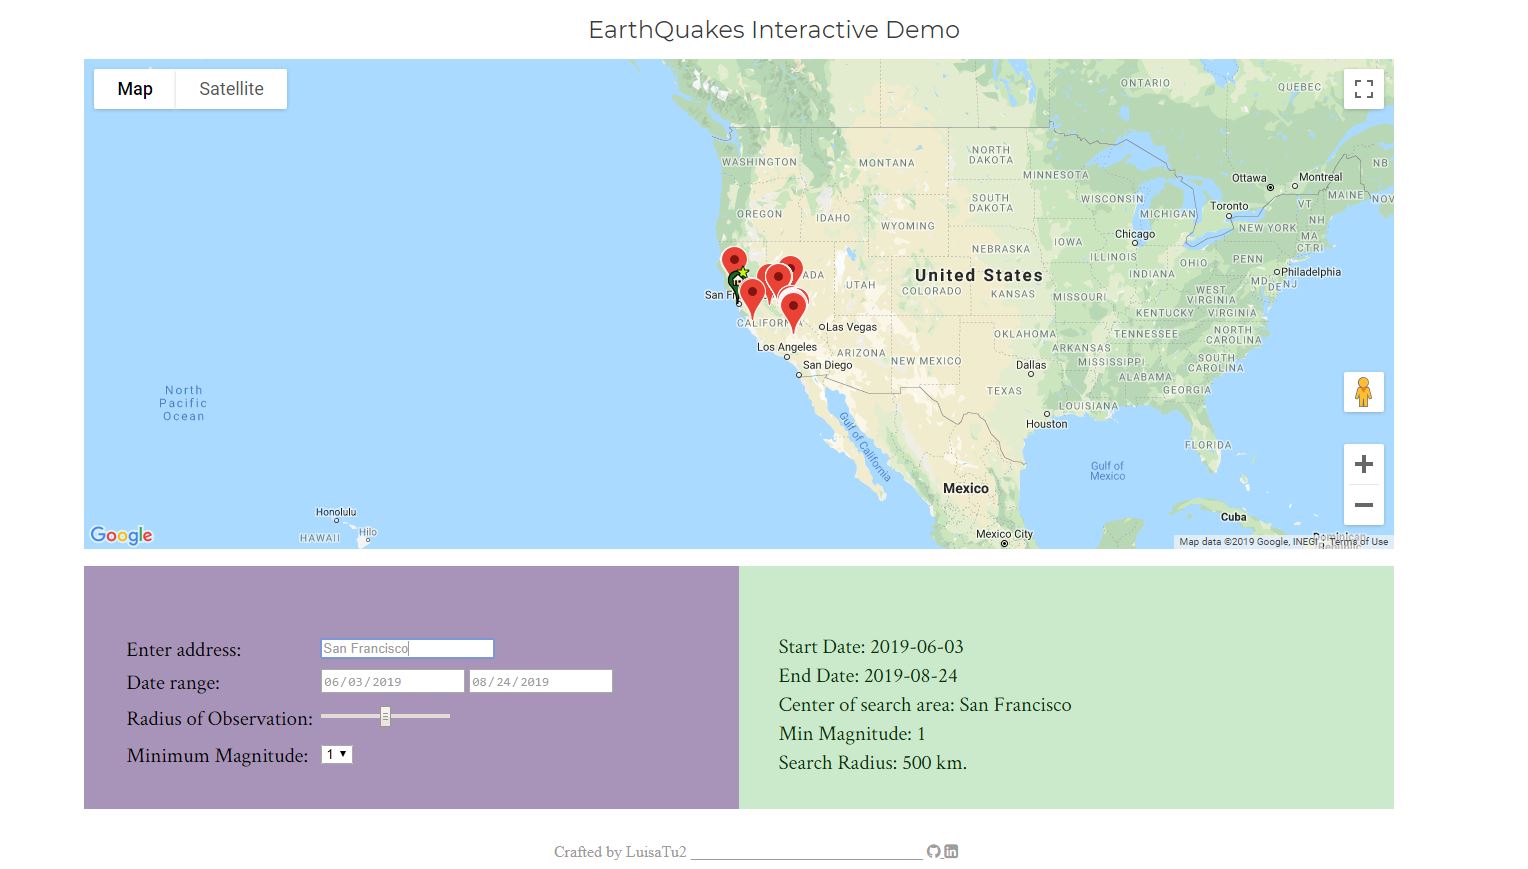 EarthQuakes Interactive Demo
Map Satellite
ONTARIO
QUEBEC
WASHINGTON
MONTANA
NORTH
DAKOTA
MINNESOTA
Ottawa
Montreal
NB
MAINE
NOV
OREGON
IDAHO
WYOMING
SOUTH
DAKOTA
WISCONSIN
MICHIGAN
Toronto
VT
NH
NEW YORK
MA
CT RI
Chicago
NEBRASKA
IOWA
ILLINOIS
INDIANA
OHIO
PENN
Philadelphia
MD
DE
NJ
ADA
UTAH
COLORADO
United States
KANSAS
MISSOURI
WEST
VIRGINIA
KENTUCKY
VIRGINIA
San Fr
CALIFORNIA
Las Vegas
Los Angeles
San Diego
ARIZONA
NEW MEXICO
OKLAHOMA
ARKANSAS
TENNESSEE
NORTH
CAROLINA
MISSISSIPPI
SOUTH
CAROLINA
Dallas
TEXAS
ALABAMA
GEORGIA
LOUISIANA
Houston
FLORIDA
North
Pacific
Ocean
Gulf of California
Gulf of
Mexico
Mexico
Cuba
Mexico City
Honolulu
HAWAII
Hilo
Google
Map data ©2019 Google, INEGI
Terms of Use
Enter address: San Francisco
Date range: 06/03/2019 08/24/2019
Radius of Observation:
Minimum Magnitude: 1
Start Date: 2019-06-03
End Date: 2019-08-24
Center of search area: San Francisco
Min Magnitude: 1
Search Radius: 500 km.
Crafted by LuisaTu2